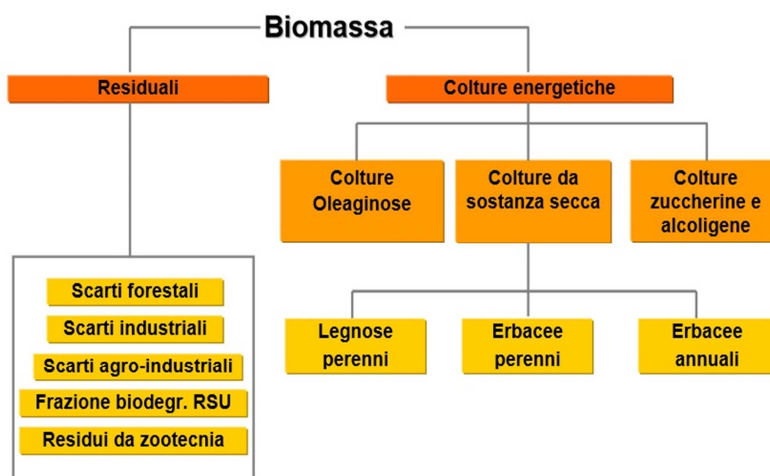 Biomassa
Residuali
Colture energetiche
Colture
Oleaginose
Colture da
sostanza secca
Colture
zuccherine e
alcoligene
Scarti forestali
Scarti industriali
Scarti agro-industriali
Frazione biodegr. RSU
Residui da zootecnia
Legnose
perenni
Erbacee
perenni
Erbacee
annuali